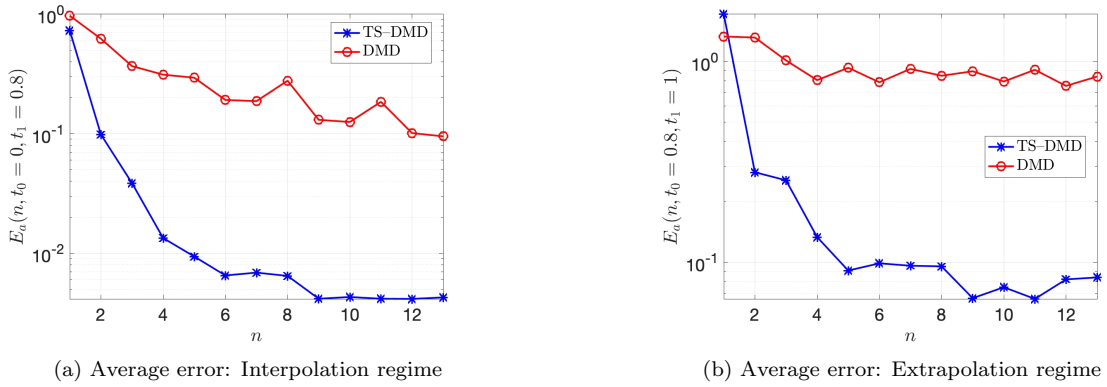 10^0
10^-1
10^-2
E_a(n, t_0 = 0, t_1 = 0.8)
TS–DMD
DMD
2 4 6 8 10 12
n
(a) Average error: Interpolation regime
10^0
10^-1
E_a(n, t_0 = 0.8, t_1 = 1)
TS–DMD
DMD
2 4 6 8 10 12
n
(b) Average error: Extrapolation regime